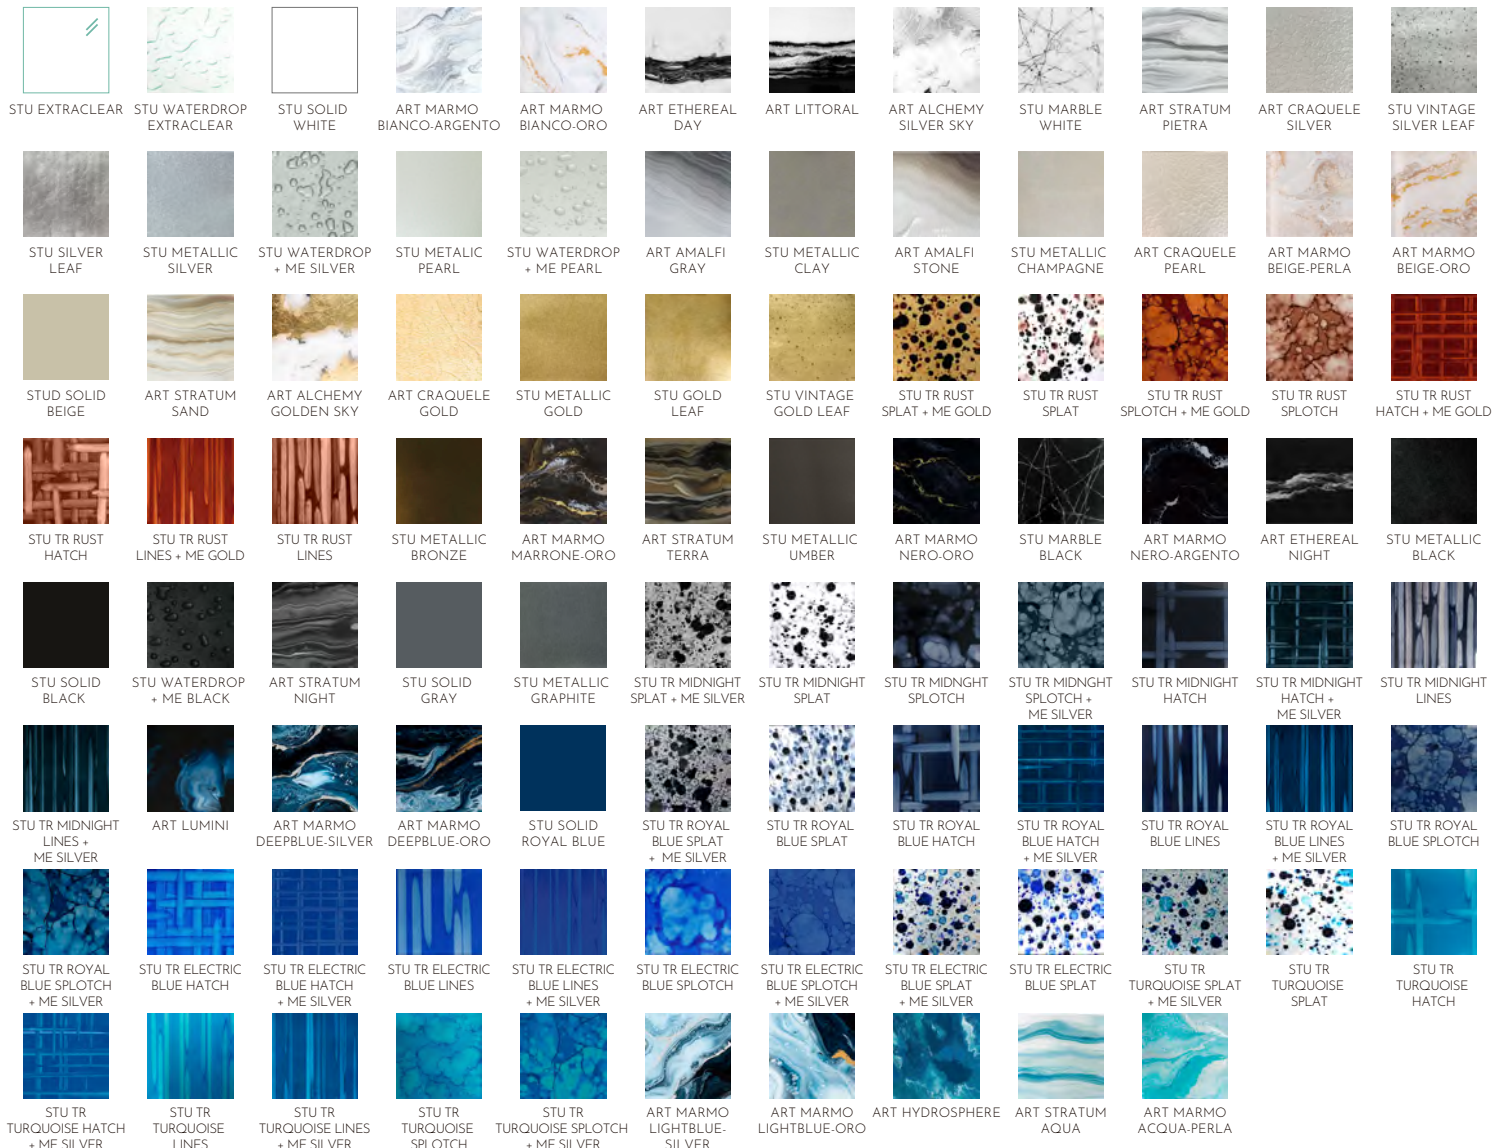 STU EXTRACLEAR
STU WATERDROP
EXTRACLEAR
STU SOLID
WHITE
ART MARMO
BIANCO-ARGENTO
ART MARMO
BIANCO-ORO
ART ETHEREAL
DAY
ART LITTORAL
ART ALCHEMY
SILVER SKY
STU MARBLE
WHITE
ART STRATUM
PIETRA
ART CRAQUELE
SILVER
STU VINTAGE
SILVER LEAF
STU SILVER
LEAF
STU METALLIC
SILVER
STU WATERDROP
+ ME SILVER
STU METALIC
PEARL
STU WATERDROP
+ ME PEARL
ART AMALFI
GRAY
STU METALLIC
CLAY
ART AMALFI
STONE
STU METALLIC
CHAMPAGNE
ART CRAQUELE
PEARL
ART MARMO
BEIGE-PERLA
ART MARMO
BEIGE-ORO
STUD SOLID
BEIGE
ART STRATUM
SAND
ART ALCHEMY
GOLDEN SKY
ART CRAQUELE
GOLD
STU METALLIC
GOLD
STU GOLD
LEAF
STU VINTAGE
GOLD LEAF
STU TR RUST
SPLAT + ME GOLD
STU TR RUST
SPLAT
STU TR RUST
SPLOTCH + ME GOLD
STU TR RUST
SPLOTCH
STU TR RUST
HATCH + ME GOLD
STU TR RUST
HATCH
STU TR RUST
LINES + ME GOLD
STU TR RUST
LINES
STU METALLIC
BRONZE
ART MARMO
MARRONE-ORO
ART STRATUM
TERRA
STU METALLIC
UMBER
ART MARMO
NERO-ORO
STU MARBLE
BLACK
ART MARMO
NERO-ARGENTO
ART ETHEREAL
NIGHT
STU METALLIC
BLACK
STU SOLID
BLACK
STU WATERDROP
+ ME BLACK
ART STRATUM
NIGHT
STU SOLID
GRAY
STU METALLIC
GRAPHITE
STU TR MIDNIGHT
SPLAT + ME SILVER
STU TR MIDNIGHT
SPLAT
STU TR MIDNGHT
SPLOTCH
STU TR MIDNGHT
SPLOTCH +
ME SILVER
STU TR MIDNIGHT
HATCH
STU TR MIDNIGHT
HATCH +
ME SILVER
STU TR MIDNIGHT
LINES
STU TR MIDNIGHT
LINES +
ME SILVER
ART LUMINI
ART MARMO
DEEPBLUE-SILVER
ART MARMO
DEEPBLUE-ORO
STU SOLID
ROYAL BLUE
STU TR ROYAL
BLUE SPLAT
+ ME SILVER
STU TR ROYAL
BLUE SPLAT
STU TR ROYAL
BLUE HATCH
STU TR ROYAL
BLUE HATCH
+ ME SILVER
STU TR ROYAL
BLUE LINES
STU TR ROYAL
BLUE LINES
+ ME SILVER
STU TR ROYAL
BLUE SPLOTCH
STU TR ROYAL
BLUE SPLOTCH
+ ME SILVER
STU TR ELECTRIC
BLUE HATCH
STU TR ELECTRIC
BLUE HATCH
+ ME SILVER
STU TR ELECTRIC
BLUE LINES
STU TR ELECTRIC
BLUE LINES
+ ME SILVER
STU TR ELECTRIC
BLUE SPLOTCH
STU TR ELECTRIC
BLUE SPLOTCH
+ ME SILVER
STU TR ELECTRIC
BLUE SPLAT
+ ME SILVER
STU TR ELECTRIC
BLUE SPLAT
STU TR
TURQUOISE SPLAT
+ ME SILVER
STU TR
TURQUOISE
SPLAT
STU TR
TURQUOISE
HATCH
STU TR
TURQUOISE HATCH
+ ME SILVER
STU TR
TURQUOISE
LINES
STU TR
TURQUOISE LINES
+ ME SILVER
STU TR
TURQUOISE
SPLOTCH
STU TR
TURQUOISE SPLOTCH
+ ME SILVER
ART MARMO
LIGHTBLUE-
SILVER
ART MARMO
LIGHTBLUE-ORO
ART HYDROSPHERE
ART STRATUM
AQUA
ART MARMO
ACQUA-PERLA